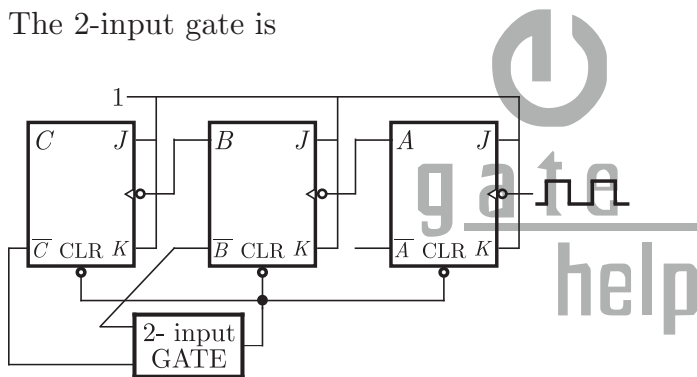 The 2-input gate is
1
C J B J A J
gate
C̅ CLR K B̅ CLR K A̅ CLR K
help
2- input
GATE